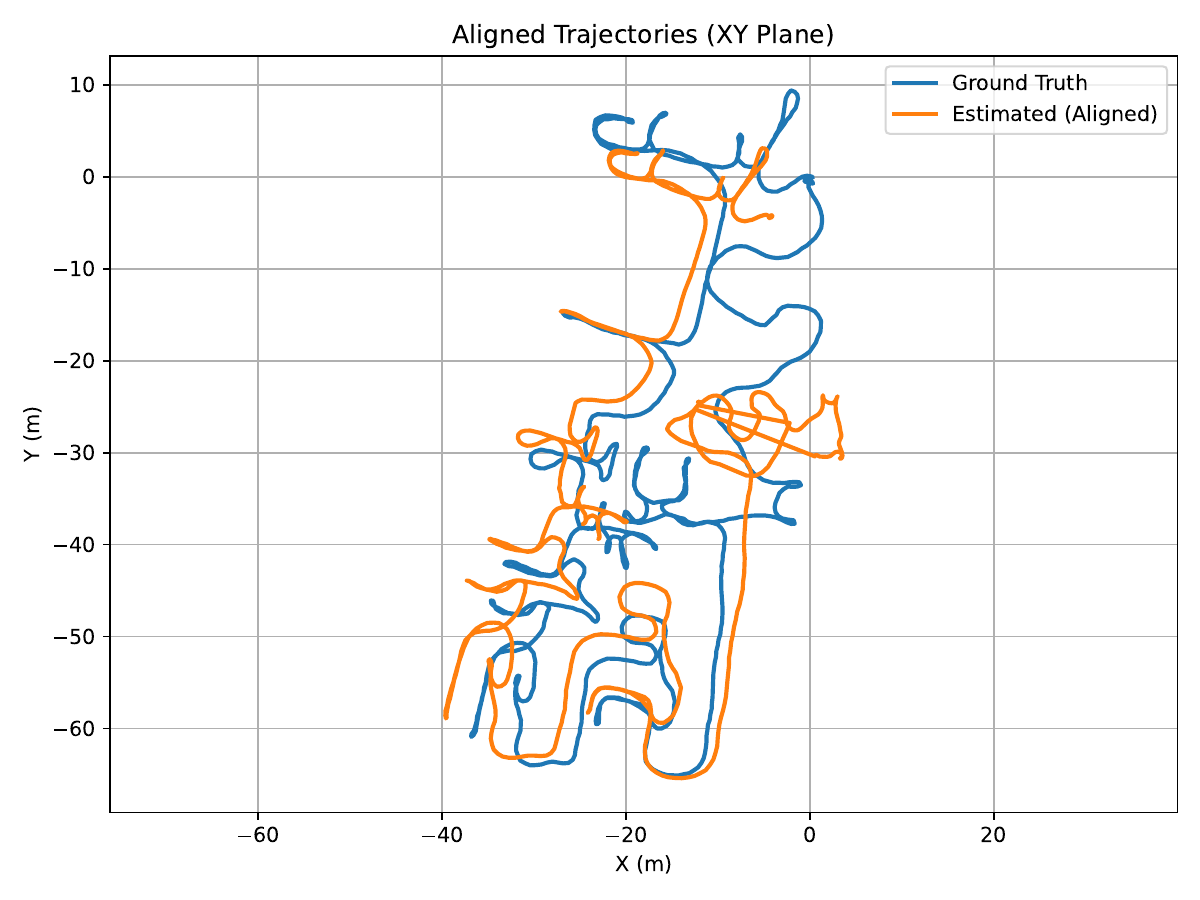 Aligned Trajectories (XY Plane)
Ground Truth
Estimated (Aligned)
10
0
−10
−20
−30
−40
−50
−60
Y (m)
−60
−40
−20
0
20
X (m)